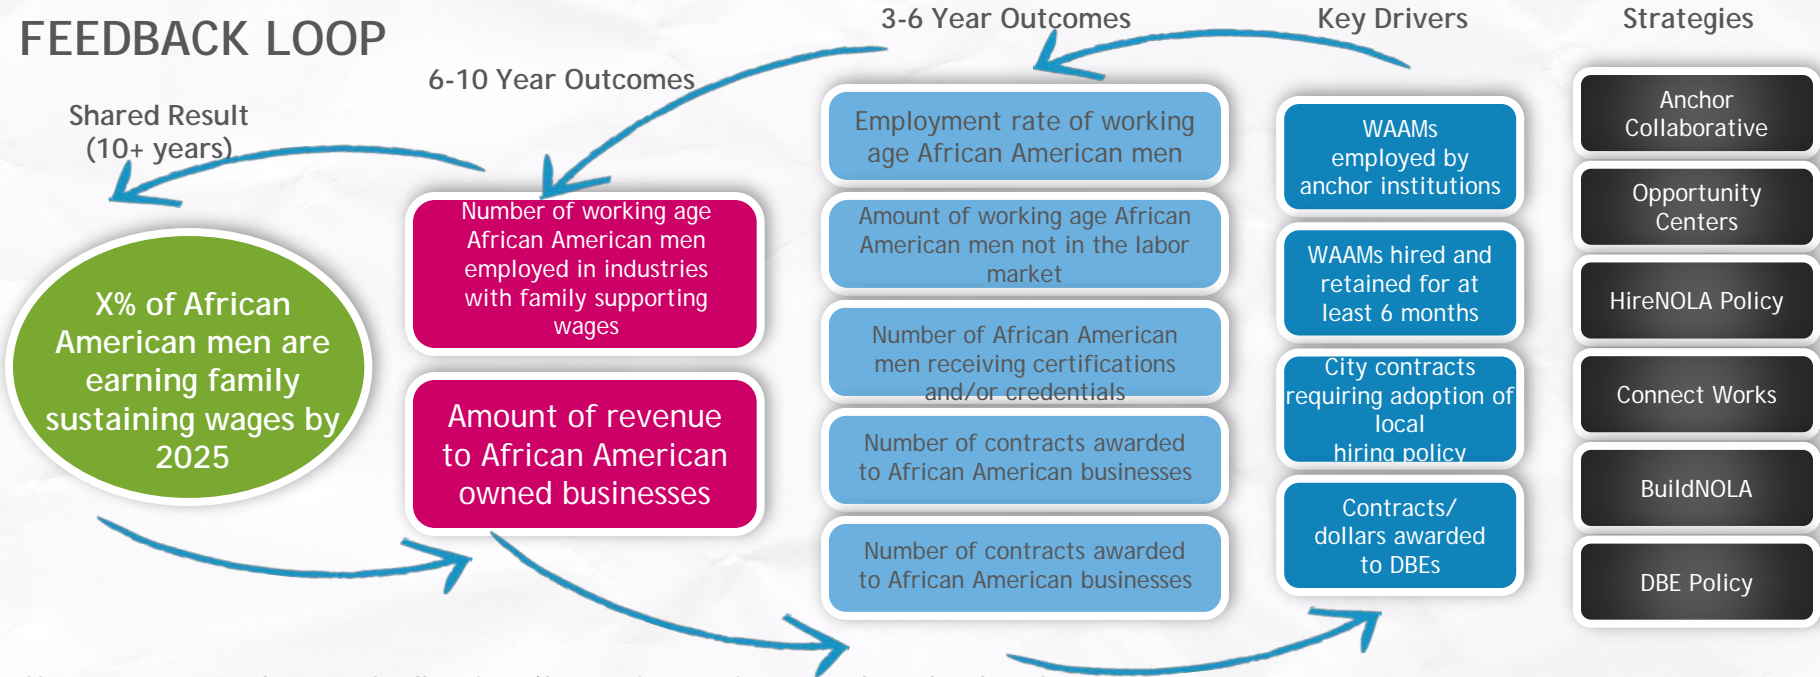 FEEDBACK LOOP
Shared Result
(10+ years)
X% of African
American men are
earning family
sustaining wages by
2025
6-10 Year Outcomes
Number of working age
African American men
employed in industries
with family supporting
wages
Amount of revenue
to African American
owned businesses
3-6 Year Outcomes
Employment rate of working
age African American men
Amount of working age African
American men not in the labor
market
Number of African American
men receiving certifications
and/or credentials
Number of contracts awarded
to African American businesses
Number of contracts awarded
to African American businesses
Key Drivers
WAAMs
employed by
anchor institutions
WAAMs hired and
retained for at
least 6 months
City contracts
requiring adoption of
local
hiring policy
Contracts/
dollars awarded
to DBEs
Strategies
Anchor
Collaborative
Opportunity
Centers
HireNOLA Policy
Connect Works
BuildNOLA
DBE Policy